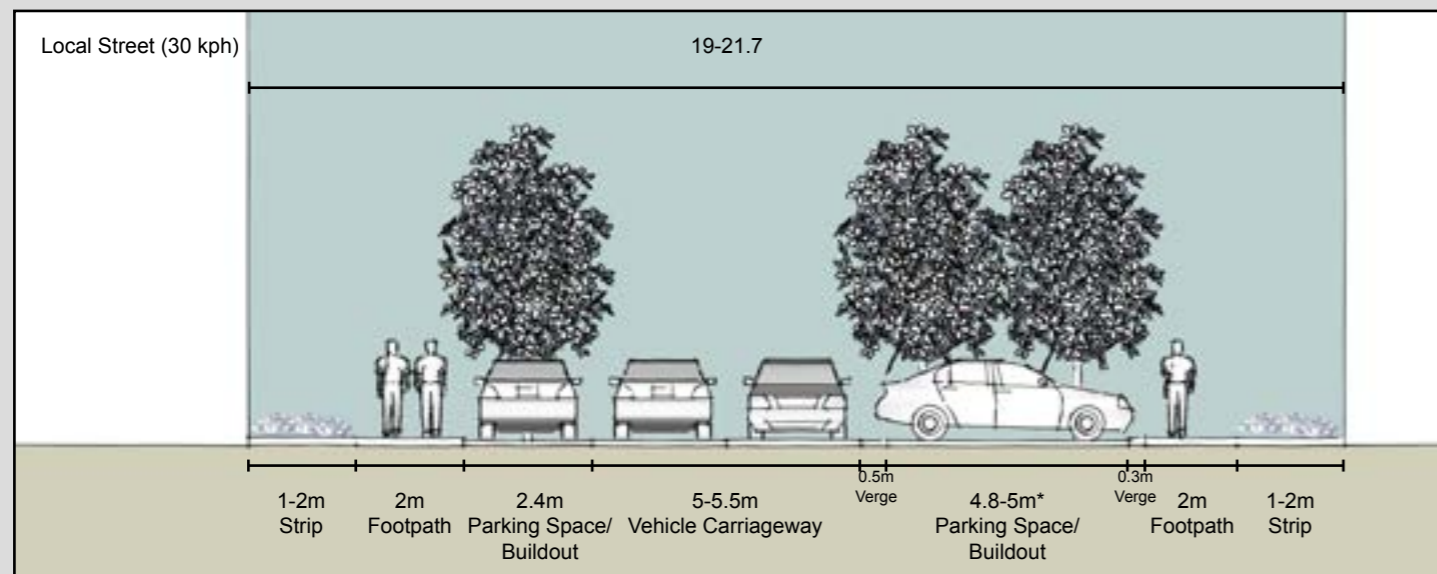 Local Street (30 kph)
19-21.7
1-2m
Strip
2m
Footpath
2.4m
Parking Space/
Buildout
5-5.5m
Vehicle Carriageway
0.5m
Verge
4.8-5m*
Parking Space/
Buildout
0.3m
Verge
2m
Footpath
1-2m
Strip